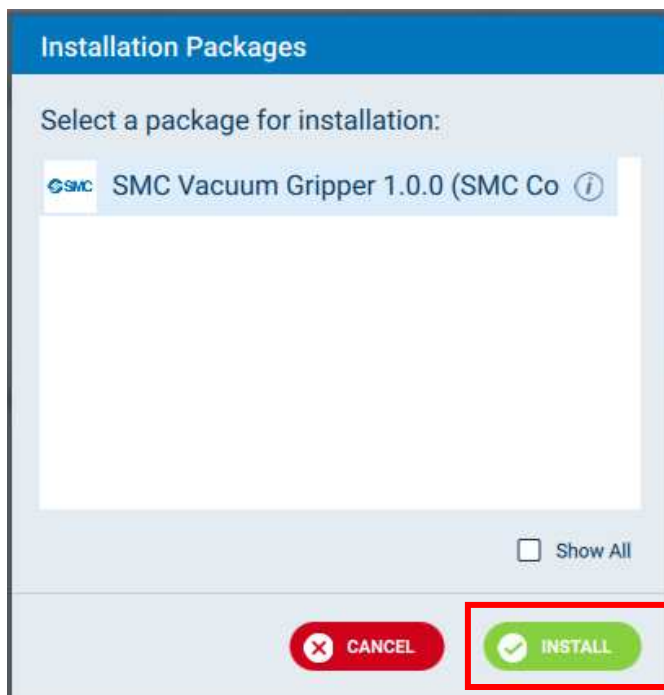 Installation Packages
Select a package for installation:
SMC SMC Vacuum Gripper 1.0.0 (SMC Co i
Show All
CANCEL INSTALL